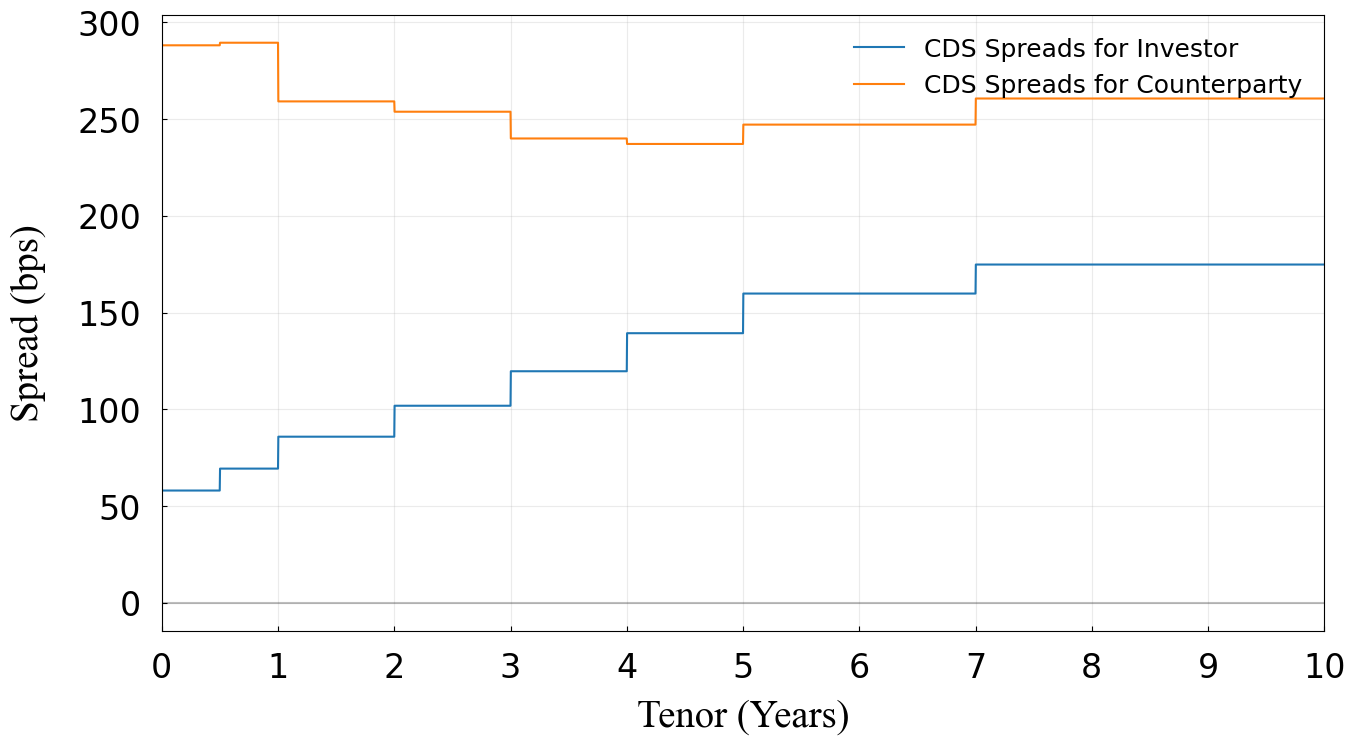 300
250
200
150
100
50
0
Spread (bps)
CDS Spreads for Investor
CDS Spreads for Counterparty
0 1 2 3 4 5 6 7 8 9 10
Tenor (Years)